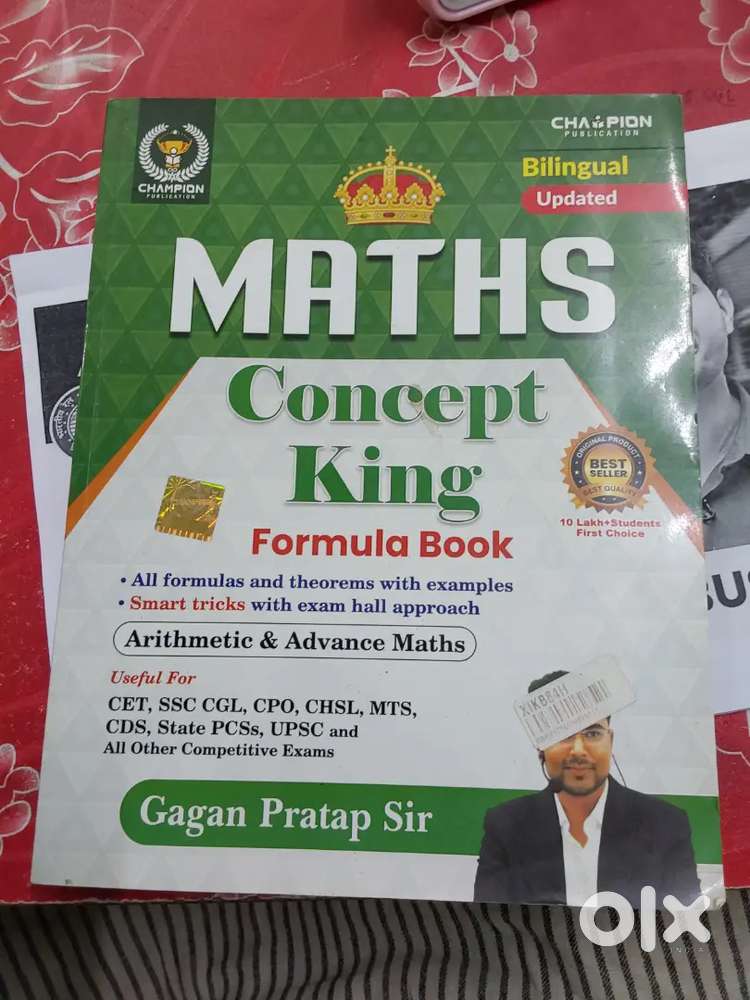 CHAMPION
PUBLICATION
CHAMPION
PUBLICATION
Bilingual
Updated
MATHS
Concept
King
Formula Book
ORIGINAL PRODUCT
BEST
SELLER
BEST QUALITY
10 Lakh+Students
First Choice
• All formulas and theorems with examples
• Smart tricks with exam hall approach
Arithmetic & Advance Maths
Useful For
CET, SSC CGL, CPO, CHSL, MTS,
CDS, State PCSs, UPSC and
All Other Competitive Exams
XIKB84H
Gagan Pratap Sir
olx
INDIA